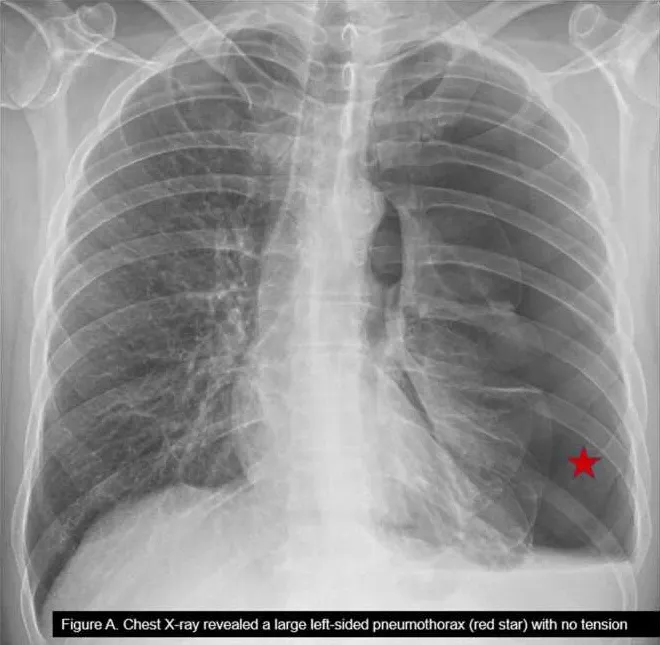 Figure A. Chest X-ray revealed a large left-sided pneumothorax (red star) with no tension